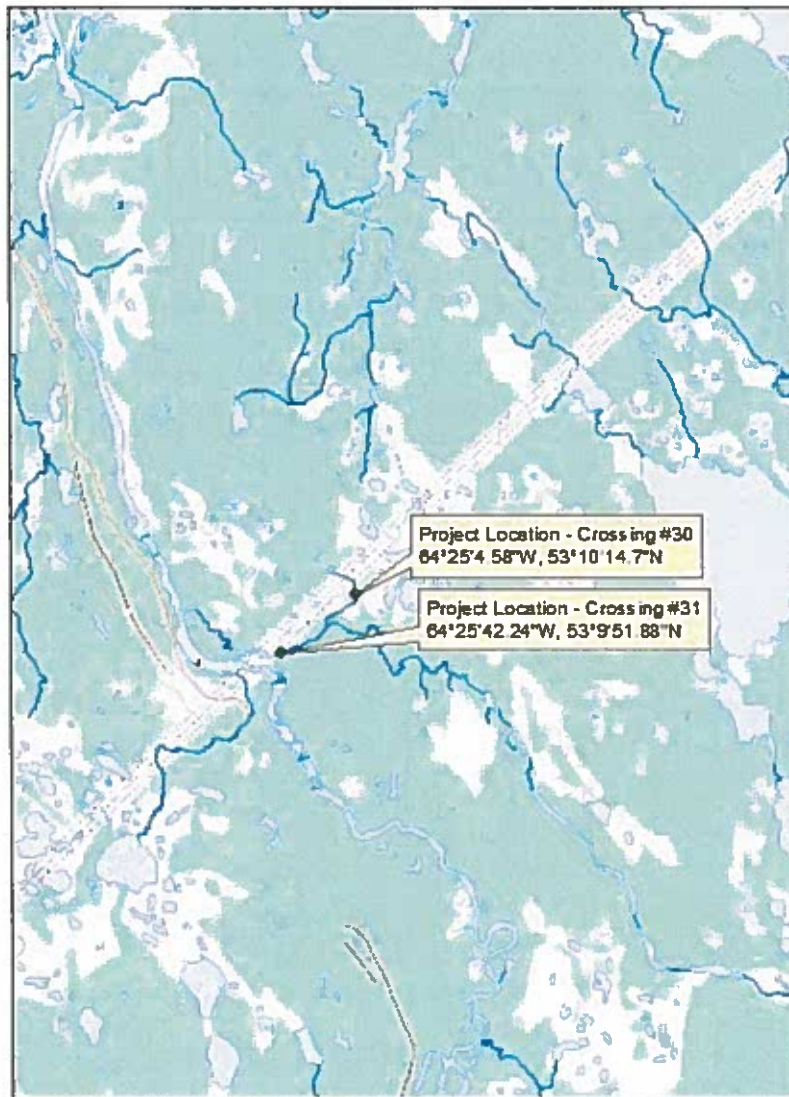 Project Location - Crossing #30
64°25'4.58"W, 53°10'14.7"N
Project Location - Crossing #31
64°25'42.24"W, 53°9'51.88"N